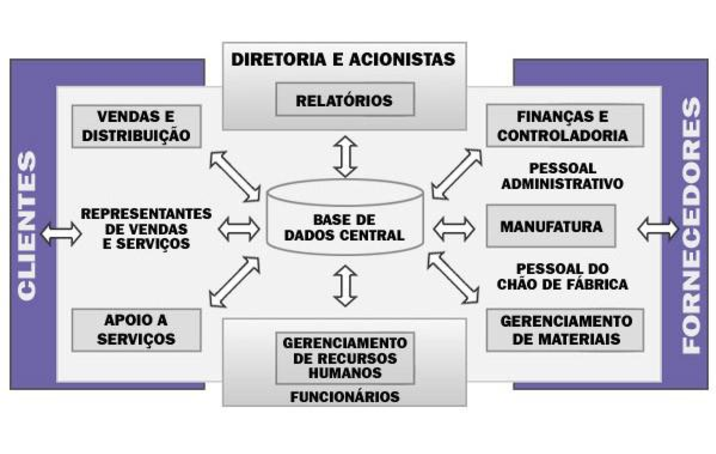 DIRETORIA E ACIONISTAS
RELATÓRIOS
CLIENTES
VENDAS E
DISTRIBUIÇÃO
REPRESENTANTES
DE VENDAS
E SERVIÇOS
APOIO A
SERVIÇOS
BASE DE
DADOS CENTRAL
GERENCIAMENTO
DE RECURSOS
HUMANOS
FUNCIONÁRIOS
FINANÇAS E
CONTROLADORIA
PESSOAL
ADMINISTRATIVO
MANUFATURA
PESSOAL DO
CHÃO DE FÁBRICA
GERENCIAMENTO
DE MATERIAIS
FORNECEDORES